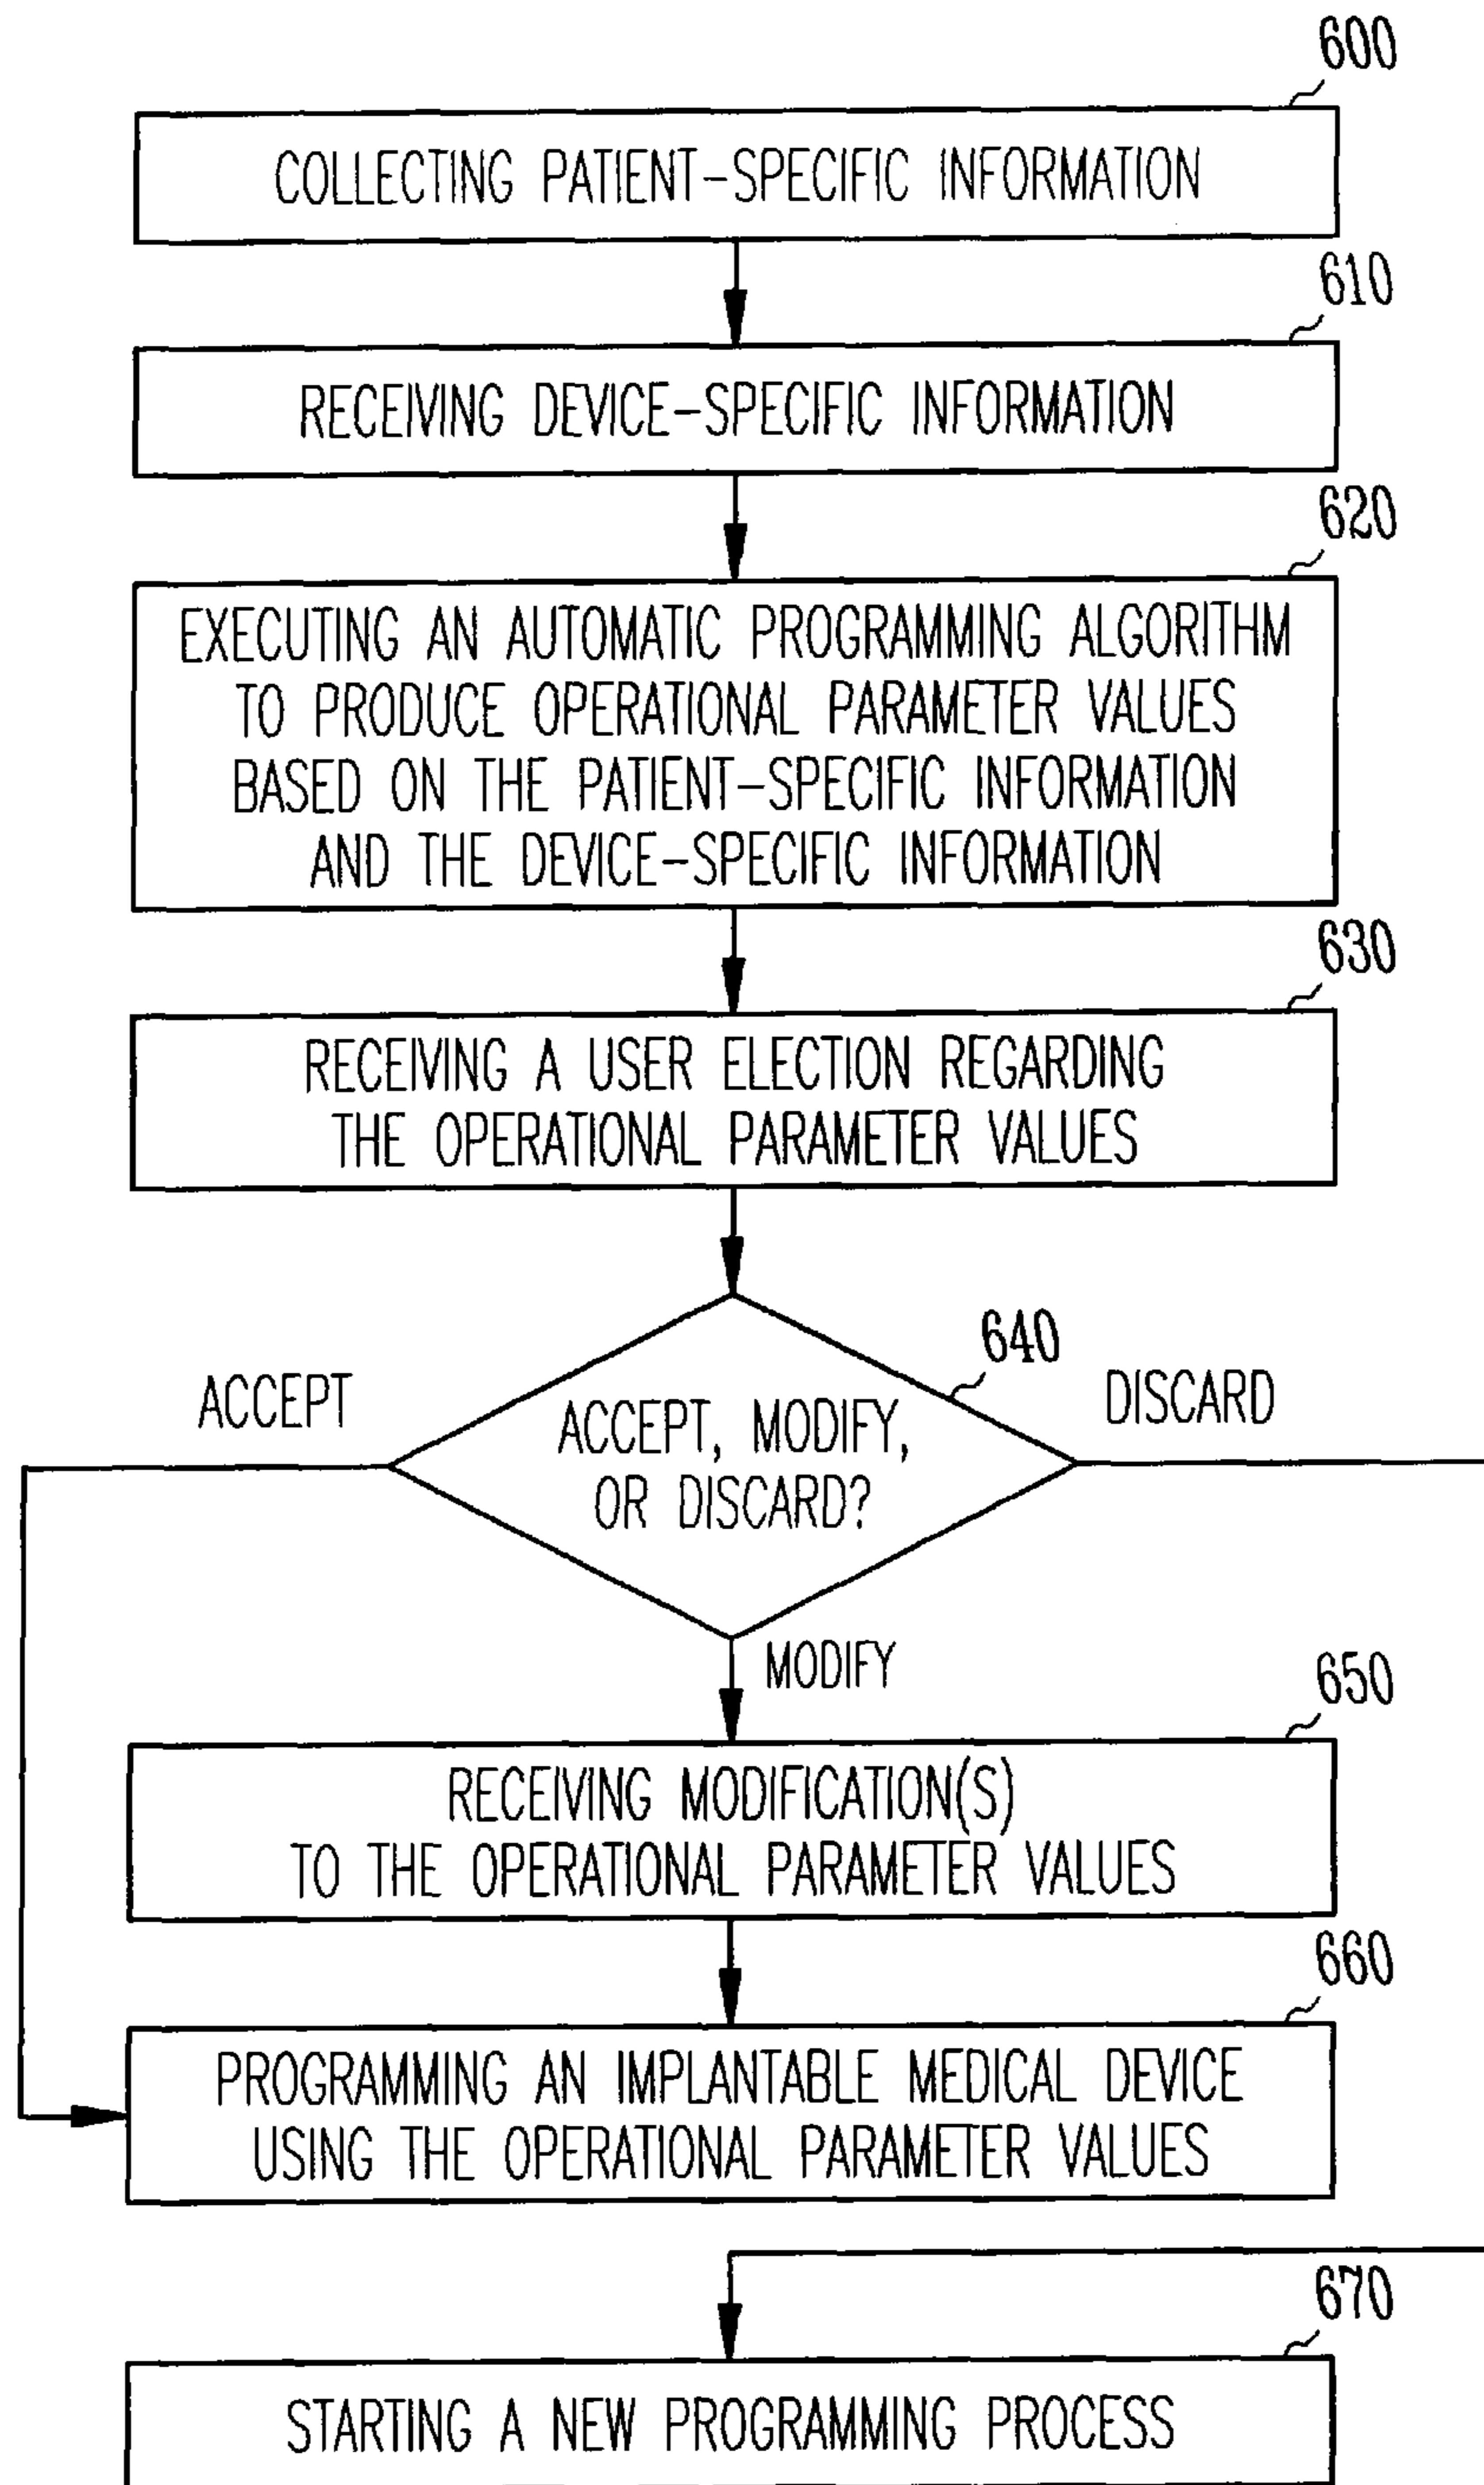 600
COLLECTING PATIENT-SPECIFIC INFORMATION
610
RECEIVING DEVICE-SPECIFIC INFORMATION
620
EXECUTING AN AUTOMATIC PROGRAMMING ALGORITHM
TO PRODUCE OPERATIONAL PARAMETER VALUES
BASED ON THE PATIENT-SPECIFIC INFORMATION
AND THE DEVICE-SPECIFIC INFORMATION
630
RECEIVING A USER ELECTION REGARDING
THE OPERATIONAL PARAMETER VALUES
640
ACCEPT
ACCEPT, MODIFY,
OR DISCARD?
DISCARD
MODIFY
650
RECEIVING MODIFICATION(S)
TO THE OPERATIONAL PARAMETER VALUES
660
PROGRAMMING AN IMPLANTABLE MEDICAL DEVICE
USING THE OPERATIONAL PARAMETER VALUES
670
STARTING A NEW PROGRAMMING PROCESS